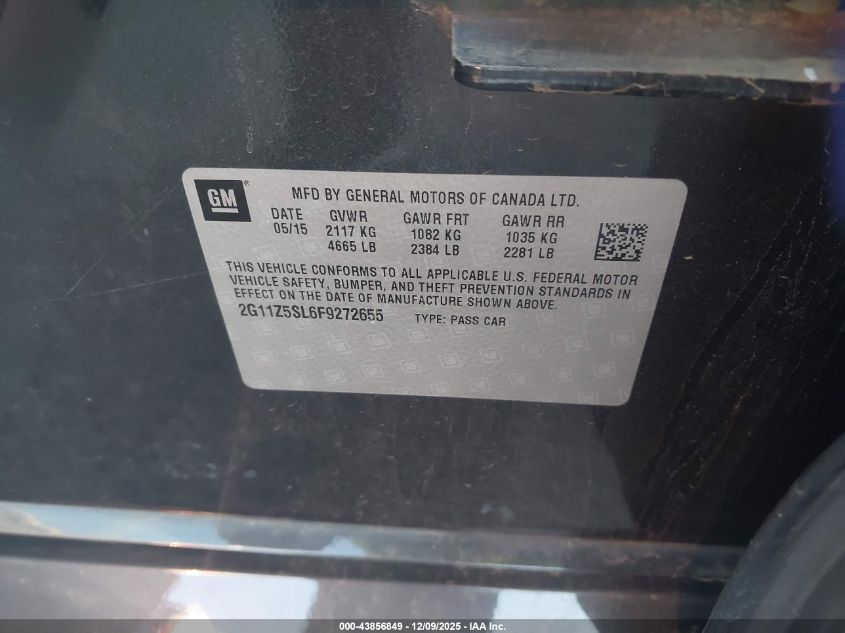 GM
MFD BY GENERAL MOTORS OF CANADA LTD.
DATE GVWR GAWR FRT GAWR RR
05/15 2117 KG 1082 KG 1035 KG
4665 LB 2384 LB 2281 LB
THIS VEHICLE CONFORMS TO ALL APPLICABLE U.S. FEDERAL MOTOR
VEHICLE SAFETY, BUMPER, AND THEFT PREVENTION STANDARDS IN
EFFECT ON THE DATE OF MANUFACTURE SHOWN ABOVE.
2G11Z5SL6F9272655 TYPE: PASS CAR
000-43856849 - 12/09/2025 - IAA Inc.